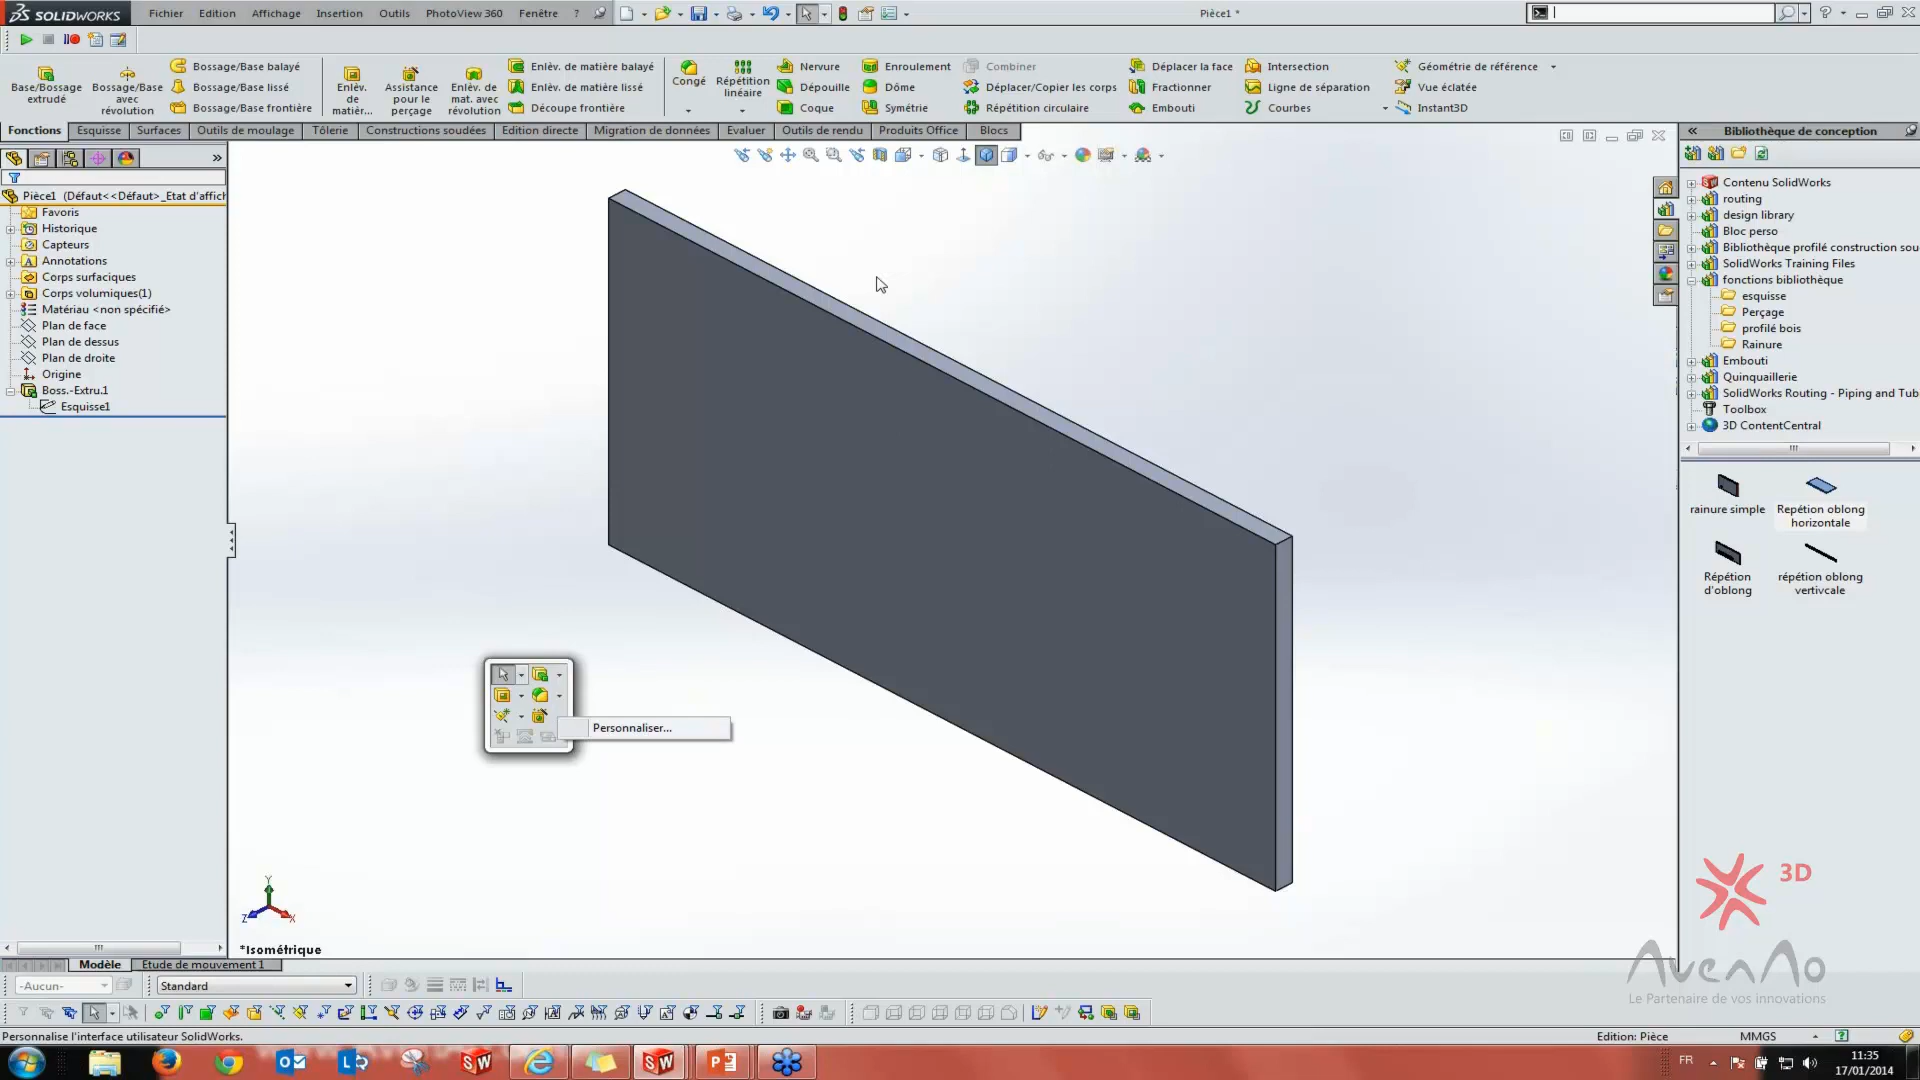 SOLIDWORKS
Fichier Edition Affichage Insertion Outils PhotoView 360 Fenêtre ?
Pièce1 *
Base/Bossage extrudé
Bossage/Base avec révolution
Bossage/Base balayé
Bossage/Base lissé
Bossage/Base frontière
Enlèv. de matièr...
Assistance pour le perçage
Enlèv. de mat. avec révolution
Enlèv. de matière balayé
Enlèv. de matière lissé
Découpe frontière
Congé
Répétition linéaire
Nervure
Dépouille
Coque
Enroulement
Dôme
Symétrie
Combiner
Déplacer/Copier les corps
Répétition circulaire
Déplacer la face
Fractionner
Embouti
Intersection
Ligne de séparation
Courbes
Géométrie de référence
Vue éclatée
Instant3D
Fonctions Esquisse Surfaces Outils de moulage Tôlerie Constructions soudées Edition directe Migration de données Evaluer Outils de rendu Produits Office Blocs
Pièce1 (Défaut<<Défaut>_Etat d'affich
Favoris
Historique
Capteurs
Annotations
Corps surfaciques
Corps volumiques(1)
Matériau <non spécifié>
Plan de face
Plan de dessus
Plan de droite
Origine
Boss.-Extru.1
Esquisse1
Personnaliser...
Y
Z
X
*Isométrique
Bibliothèque de conception
Contenu SolidWorks
routing
design library
Bloc perso
Bibliothèque profilé construction sou
SolidWorks Training Files
fonctions bibliothèque
esquisse
Perçage
profilé bois
Rainure
Embouti
Quinquaillerie
SolidWorks Routing - Piping and Tub
Toolbox
3D ContentCentral
rainure simple
Repétion oblong horizontale
Répétion d'oblong
répétion oblong vertivcale
3D
AvenAo
Le Partenaire de vos innovations
Modèle Etude de mouvement 1
-Aucun- Standard
Personnalise l'interface utilisateur SolidWorks.
Edition: Pièce MMGS
FR
11:35
17/01/2014